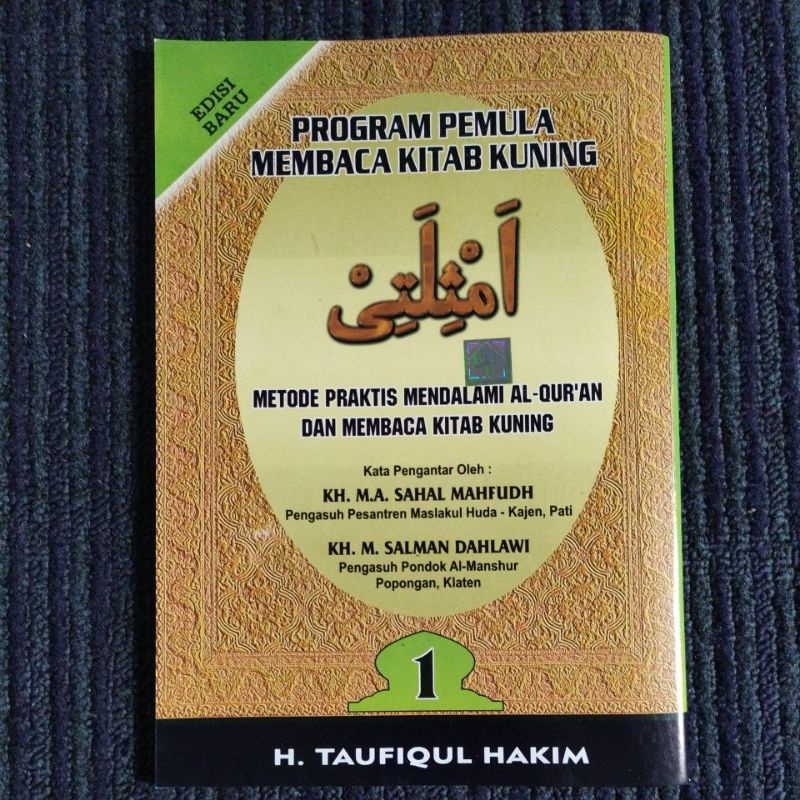 EDISI
BARU
PROGRAM PEMULA
MEMBACA KITAB KUNING
اَمْثِلَتِيْ
METODE PRAKTIS MENDALAMI AL-QUR'AN
DAN MEMBACA KITAB KUNING
Kata Pengantar Oleh :
KH. M.A. SAHAL MAHFUDH
Pengasuh Pesantren Maslakul Huda - Kajen, Pati
KH. M. SALMAN DAHLAWI
Pengasuh Pondok Al-Manshur
Popongan, Klaten
1
H. TAUFIQUL HAKIM